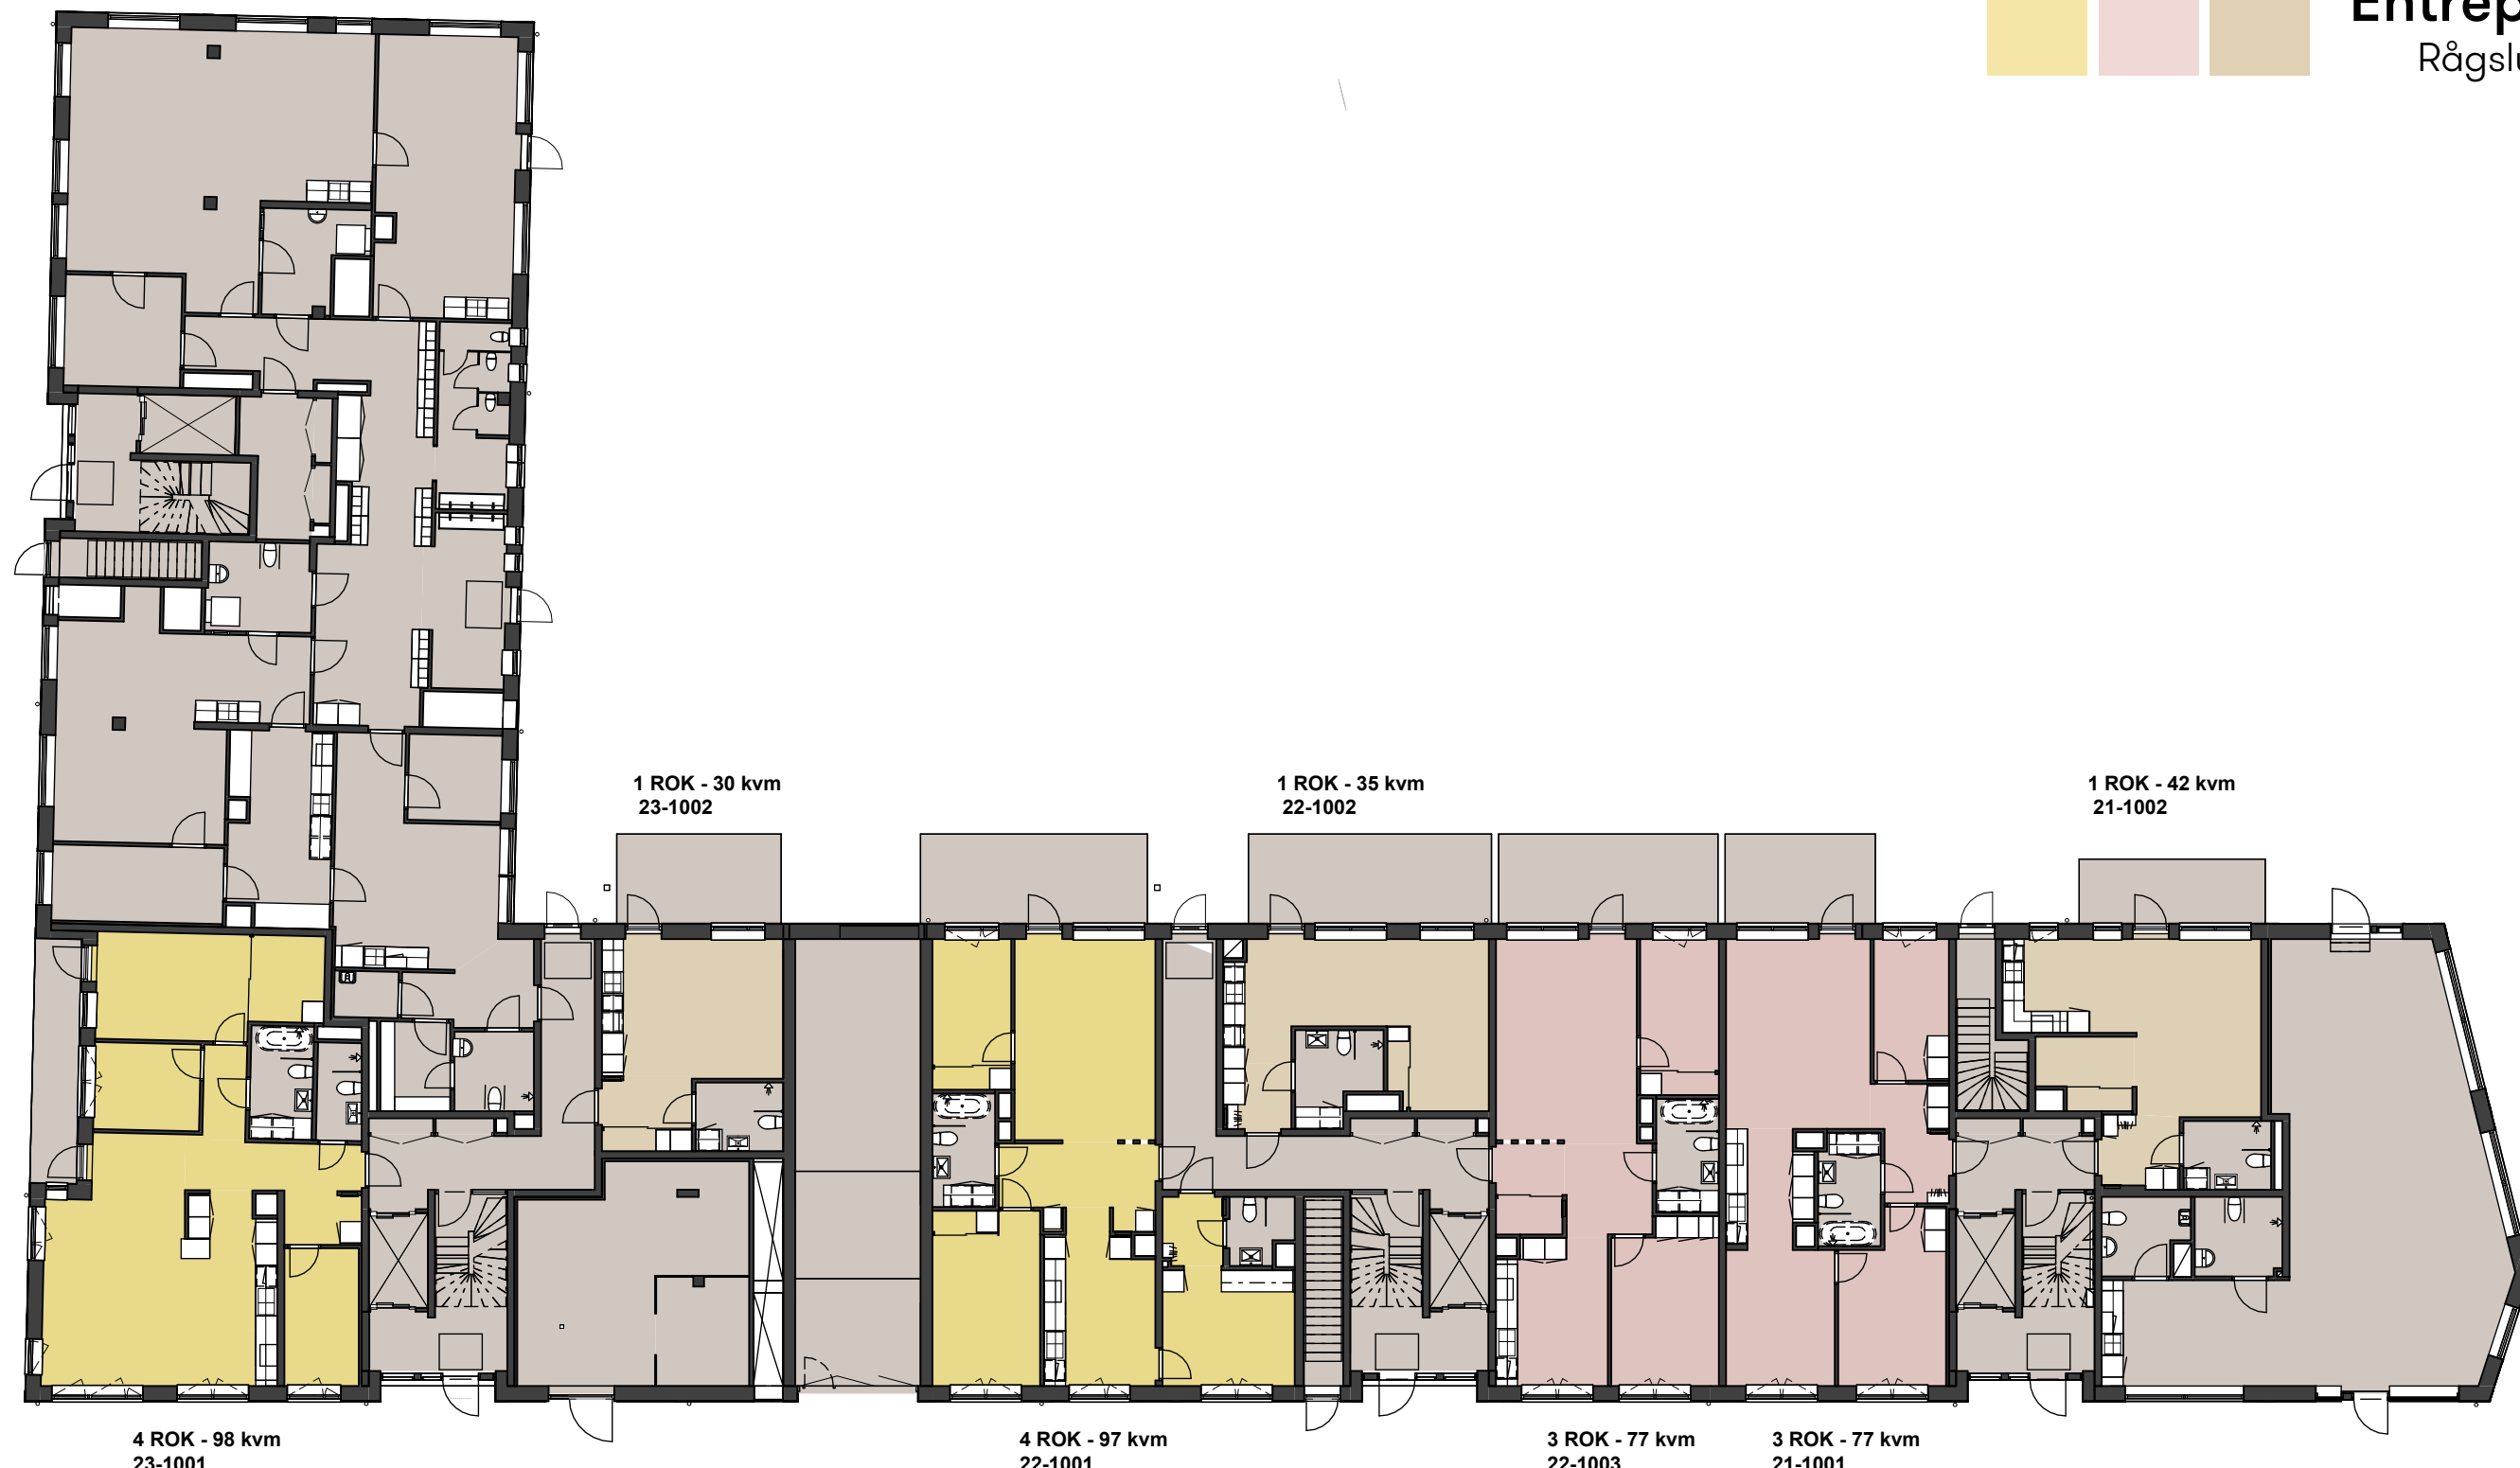 Entrep
Rågsl
1 ROK - 30 kvm
23-1002
1 ROK - 35 kvm
22-1002
1 ROK - 42 kvm
21-1002
4 ROK - 98 kvm
23-1001
4 ROK - 97 kvm
22-1001
3 ROK - 77 kvm
22-1003
3 ROK - 77 kvm
21-1001